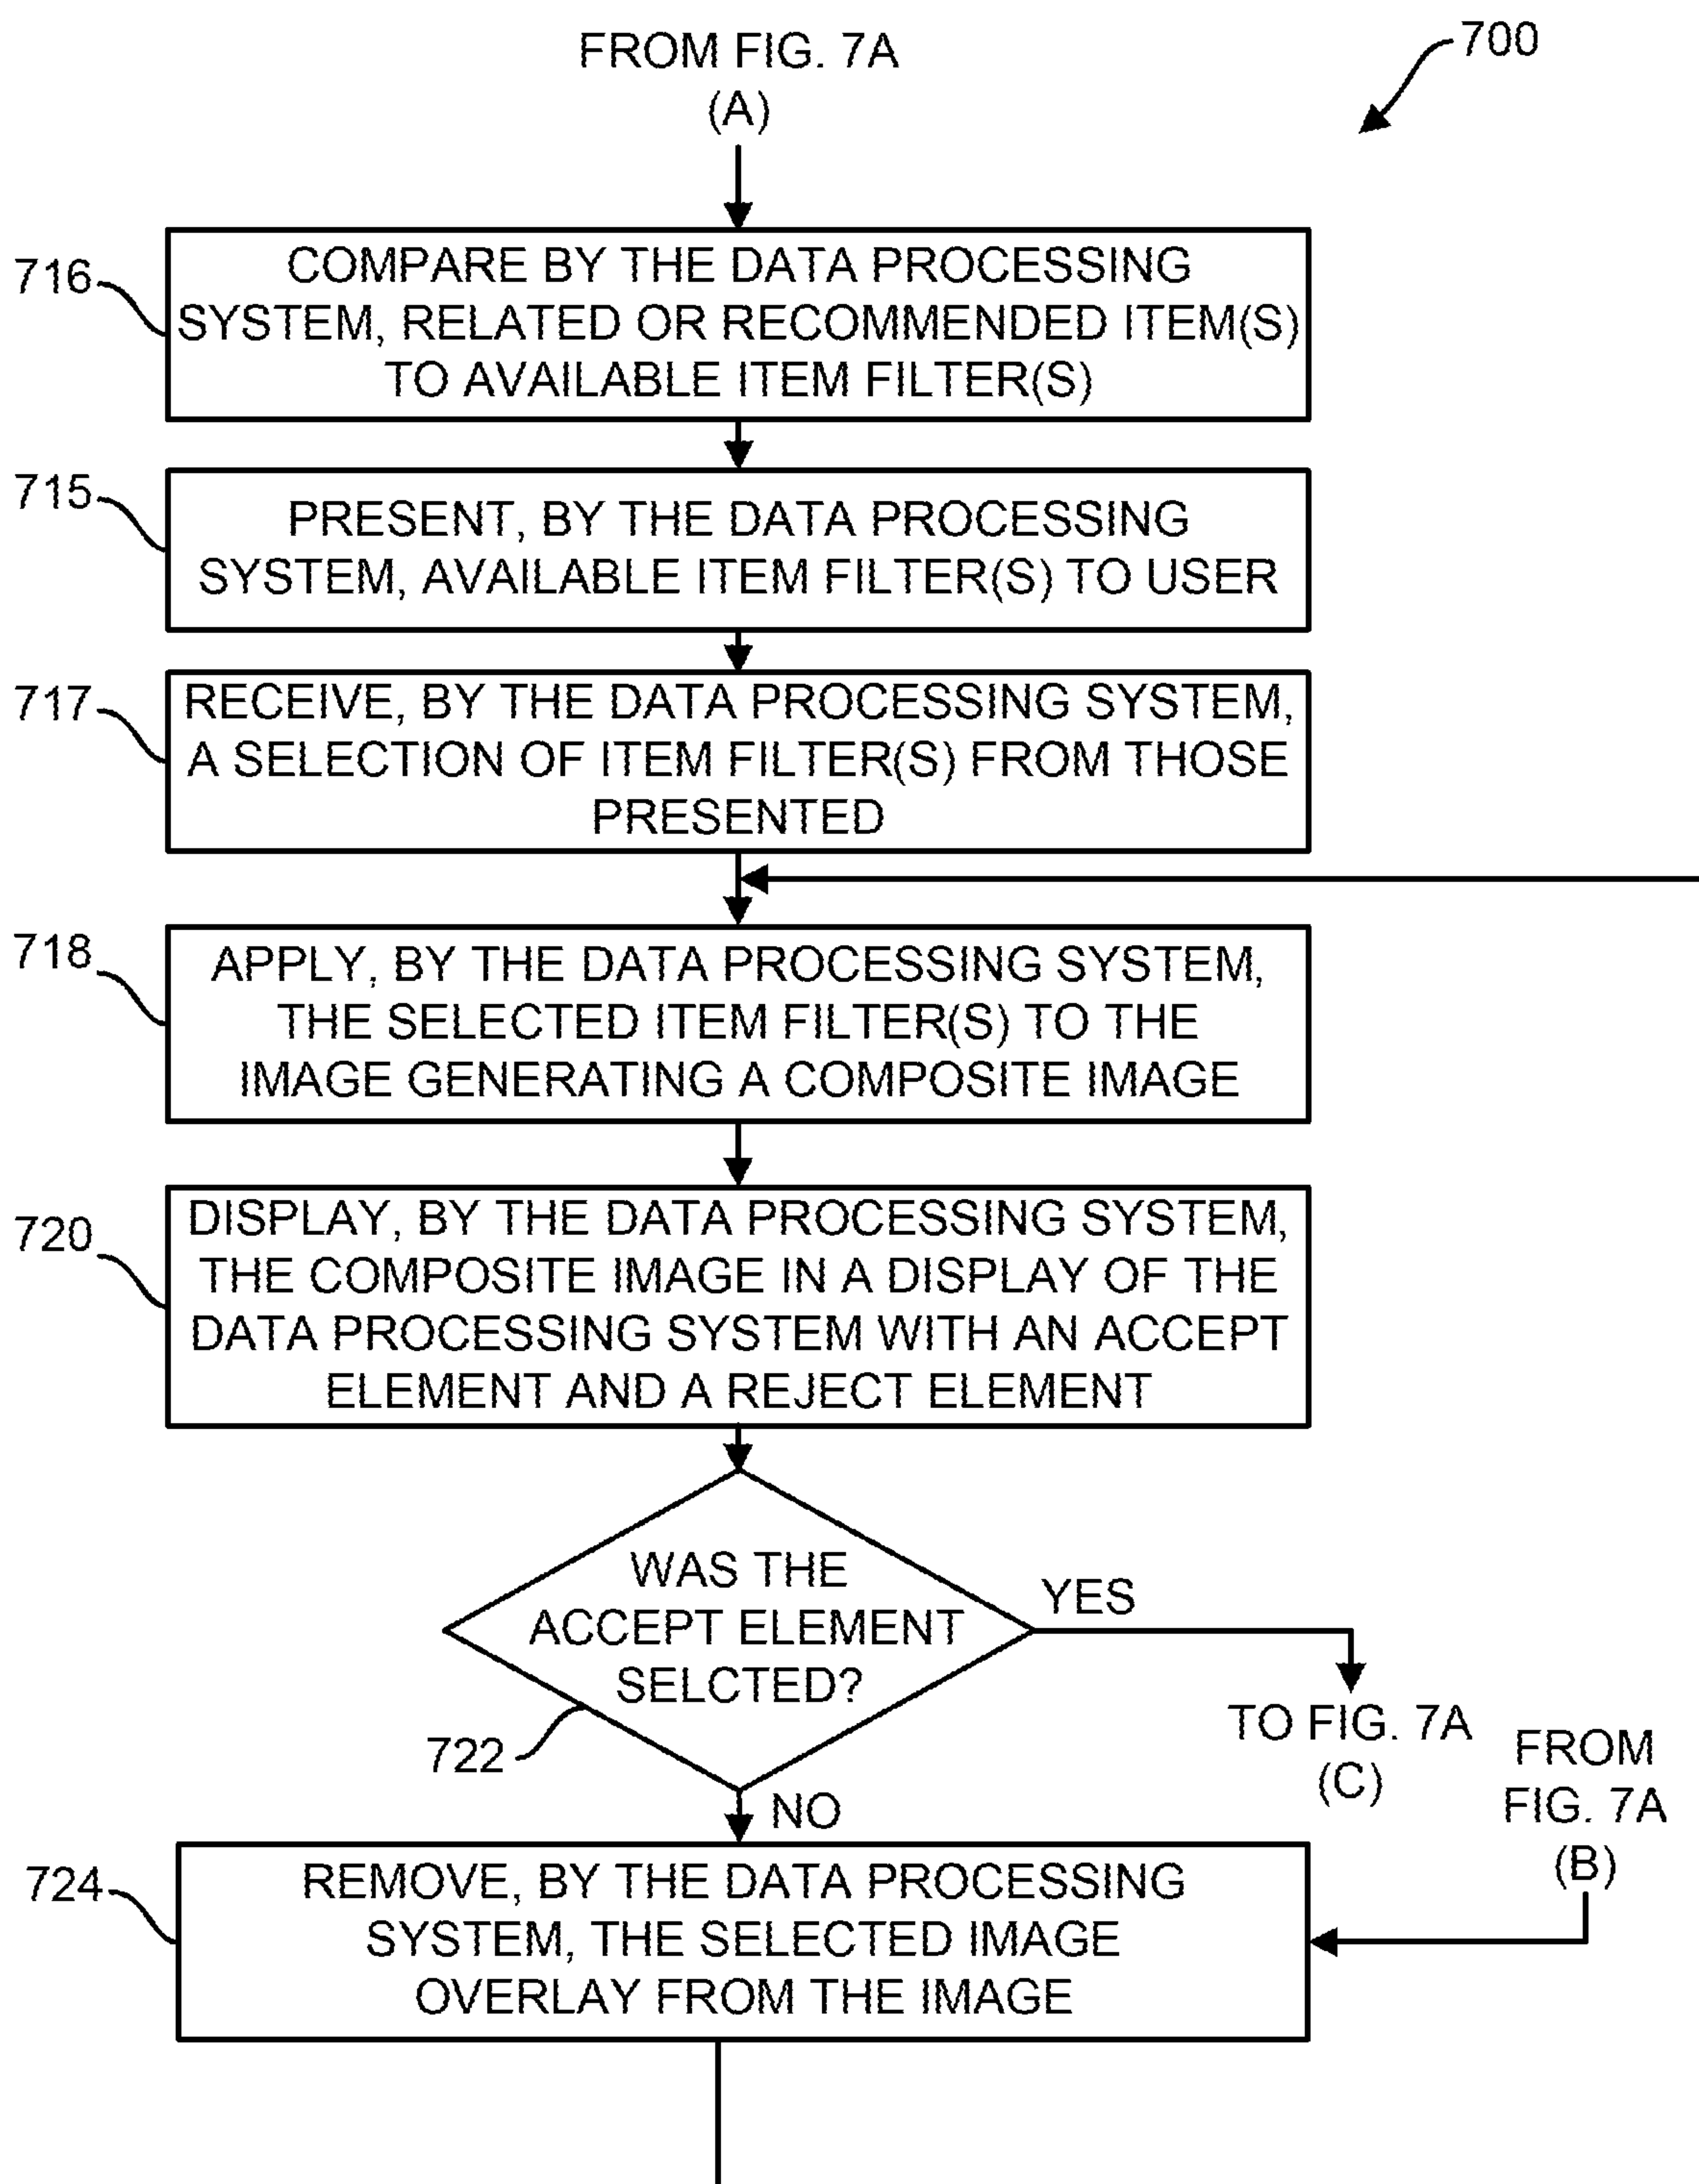 FROM FIG. 7A
(A)
700
716
COMPARE BY THE DATA PROCESSING
SYSTEM, RELATED OR RECOMMENDED ITEM(S)
TO AVAILABLE ITEM FILTER(S)
715
PRESENT, BY THE DATA PROCESSING
SYSTEM, AVAILABLE ITEM FILTER(S) TO USER
717
RECEIVE, BY THE DATA PROCESSING SYSTEM,
A SELECTION OF ITEM FILTER(S) FROM THOSE
PRESENTED
718
APPLY, BY THE DATA PROCESSING SYSTEM,
THE SELECTED ITEM FILTER(S) TO THE
IMAGE GENERATING A COMPOSITE IMAGE
720
DISPLAY, BY THE DATA PROCESSING SYSTEM,
THE COMPOSITE IMAGE IN A DISPLAY OF THE
DATA PROCESSING SYSTEM WITH AN ACCEPT
ELEMENT AND A REJECT ELEMENT
WAS THE
ACCEPT ELEMENT
SELCTED?
722
YES
TO FIG. 7A
(C)
FROM
FIG. 7A
(B)
NO
724
REMOVE, BY THE DATA PROCESSING
SYSTEM, THE SELECTED IMAGE
OVERLAY FROM THE IMAGE